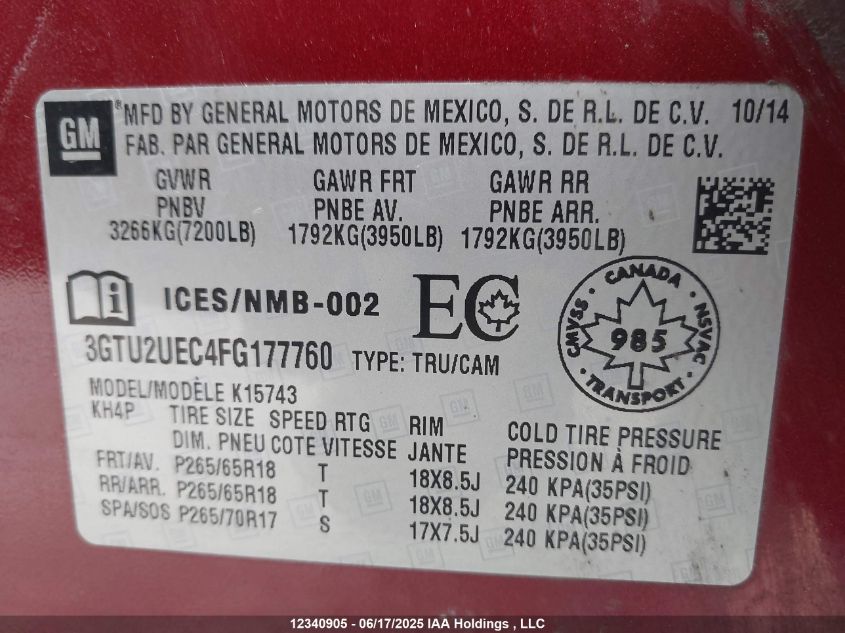 GM
® MFD BY GENERAL MOTORS DE MEXICO, S. DE R.L. DE C.V. 10/14
FAB. PAR GENERAL MOTORS DE MEXICO, S. DE R.L. DE C.V.
GVWR GAWR FRT GAWR RR
PNBV PNBE AV. PNBE ARR.
3266KG(7200LB) 1792KG(3950LB) 1792KG(3950LB)
i ICES/NMB-002 EC
CANADA
CMVSS 985 NSVAC
TRANSPORT
3GTU2UEC4FG177760 TYPE: TRU/CAM
MODEL/MODÈLE K15743
KH4P TIRE SIZE SPEED RTG RIM COLD TIRE PRESSURE
DIM. PNEU COTE VITESSE JANTE PRESSION À FROID
FRT/AV. P265/65R18 T 18X8.5J 240 KPA(35PSI)
RR/ARR. P265/65R18 T 18X8.5J 240 KPA(35PSI)
SPA/SOS P265/70R17 S 17X7.5J 240 KPA(35PSI)
12340905 - 06/17/2025 IAA Holdings , LLC